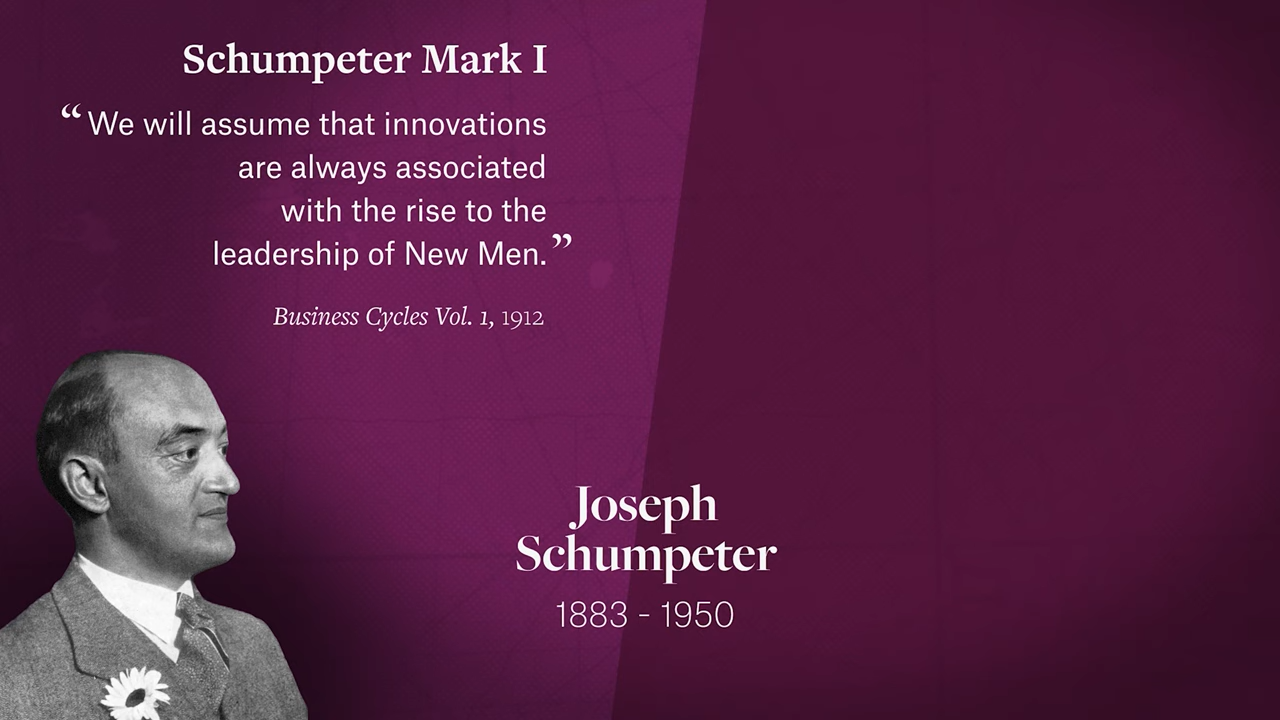 Schumpeter Mark I
“We will assume that innovations
are always associated
with the rise to the
leadership of New Men.”
Business Cycles Vol. 1, 1912
Joseph
Schumpeter
1883 - 1950